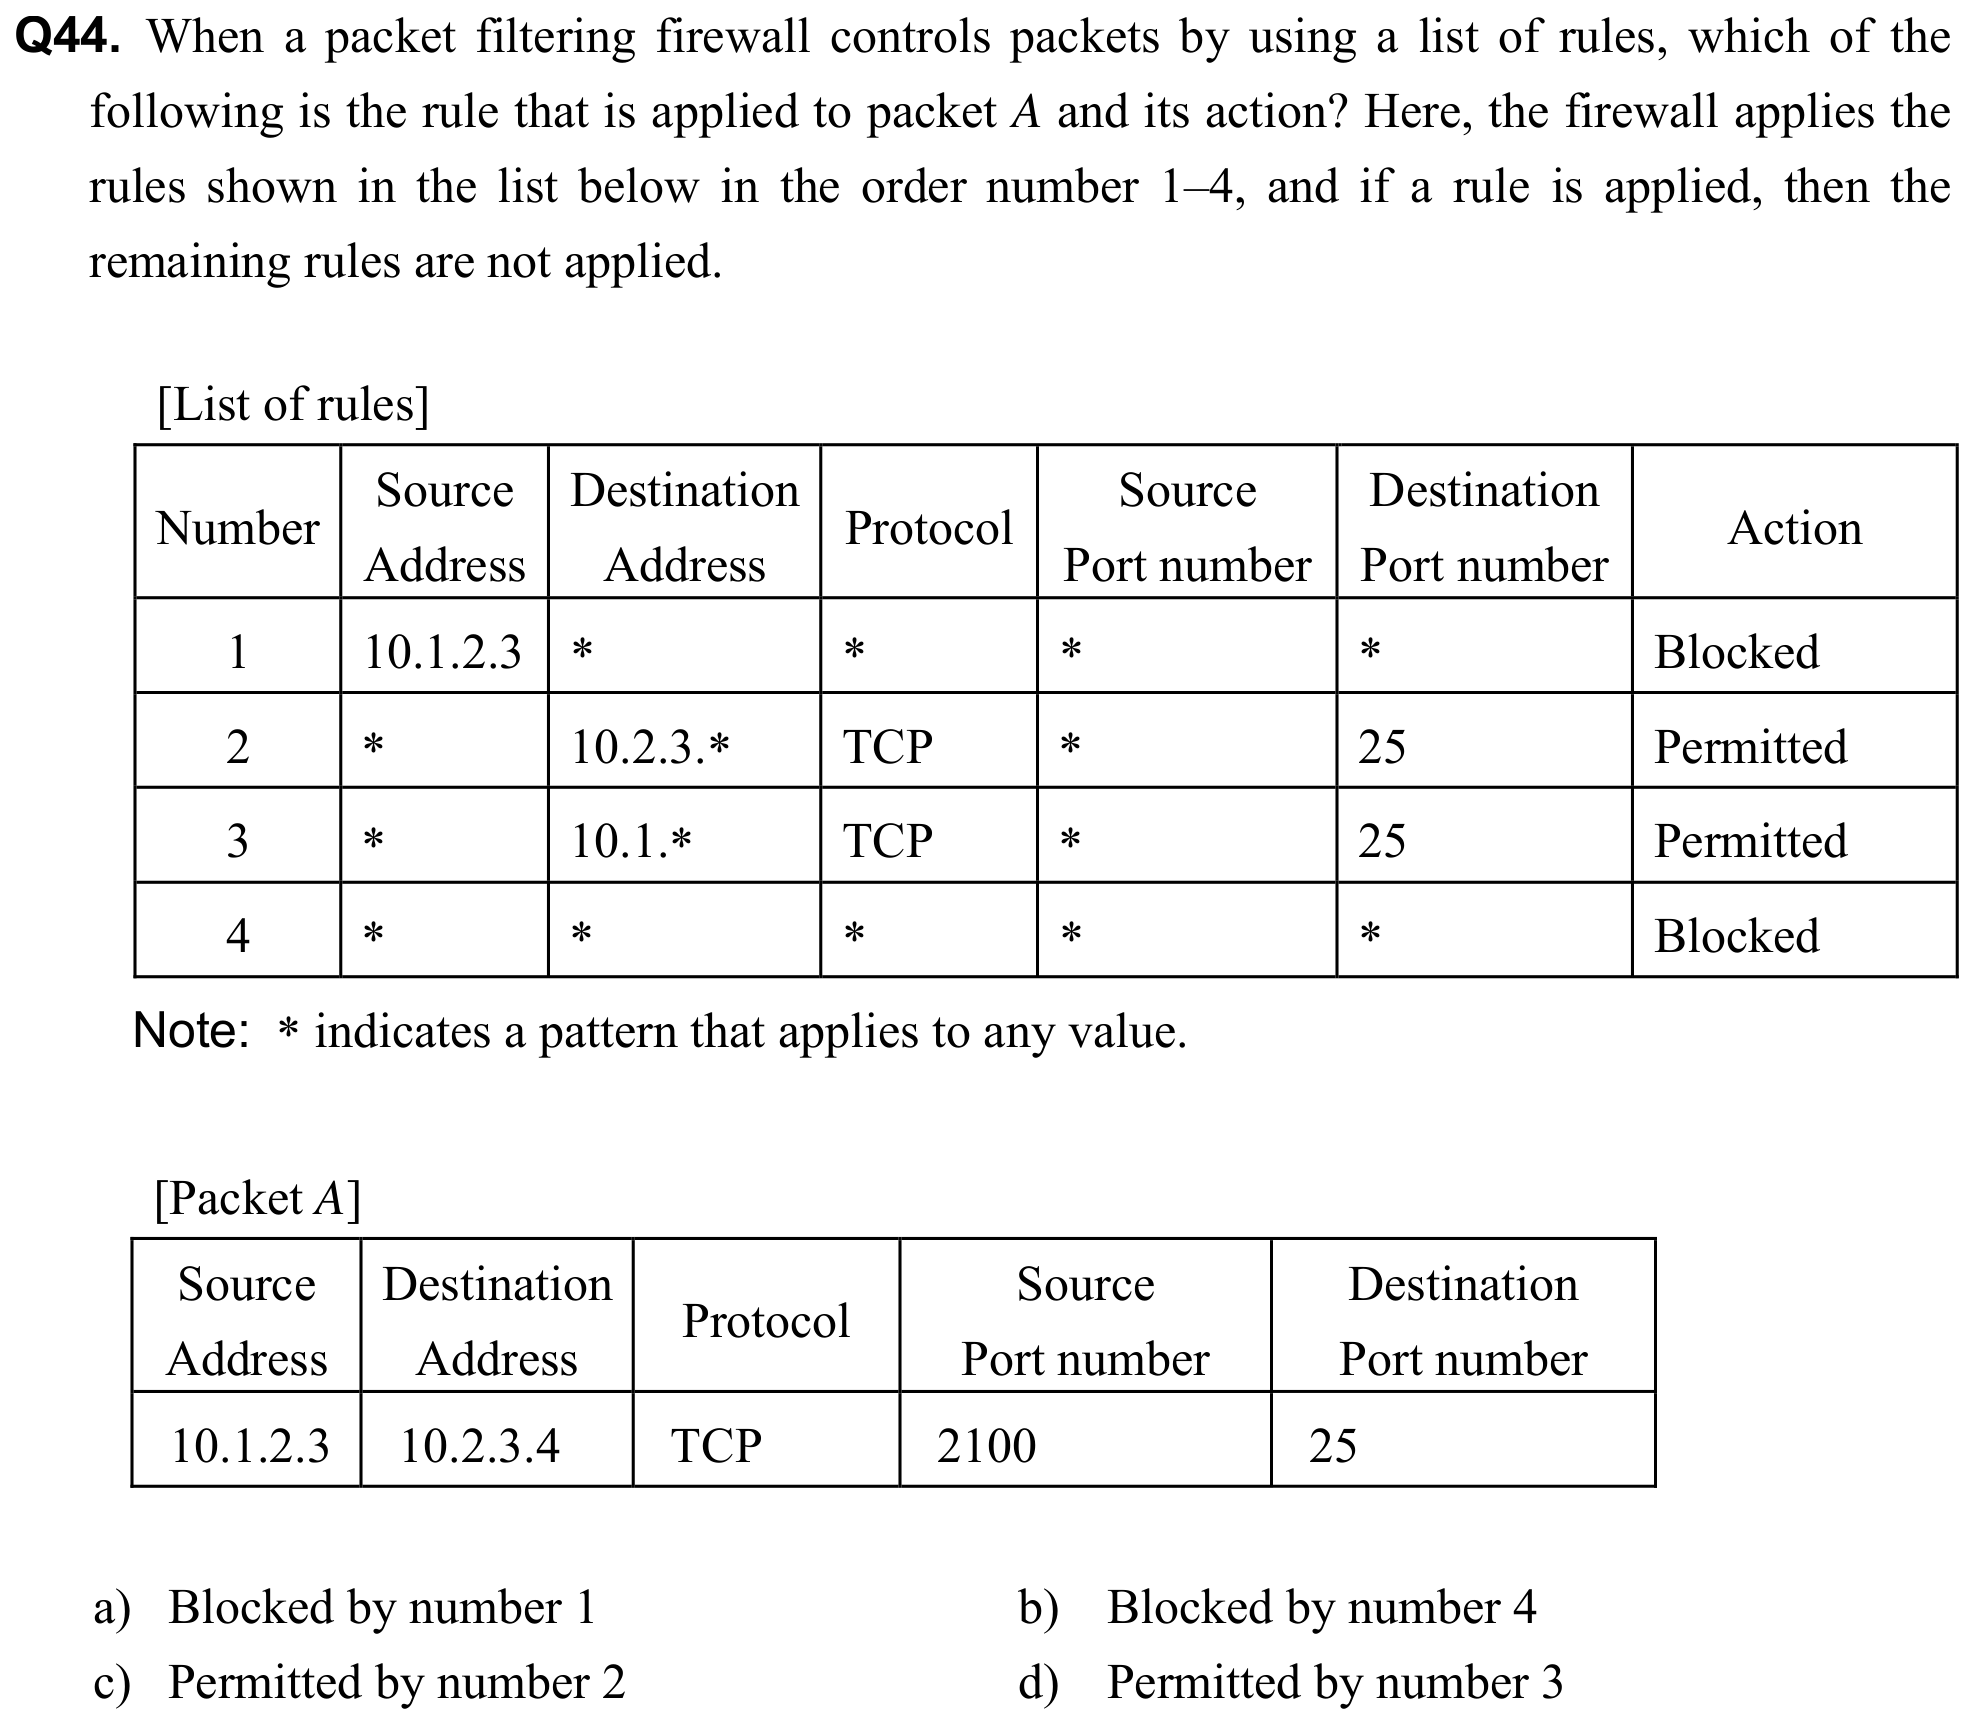 Q44. When a packet filtering firewall controls packets by using a list of rules, which of the
following is the rule that is applied to packet A and its action? Here, the firewall applies the
rules shown in the list below in the order number 1–4, and if a rule is applied, then the
remaining rules are not applied.
[List of rules]
Number Source Address Destination Address Protocol Source Port number Destination Port number Action
1 10.1.2.3 * * * * Blocked
2 * 10.2.3.* TCP * 25 Permitted
3 * 10.1.* TCP * 25 Permitted
4 * * * * * Blocked
Note: * indicates a pattern that applies to any value.
[Packet A]
Source Address Destination Address Protocol Source Port number Destination Port number
10.1.2.3 10.2.3.4 TCP 2100 25
a) Blocked by number 1 b) Blocked by number 4
c) Permitted by number 2 d) Permitted by number 3